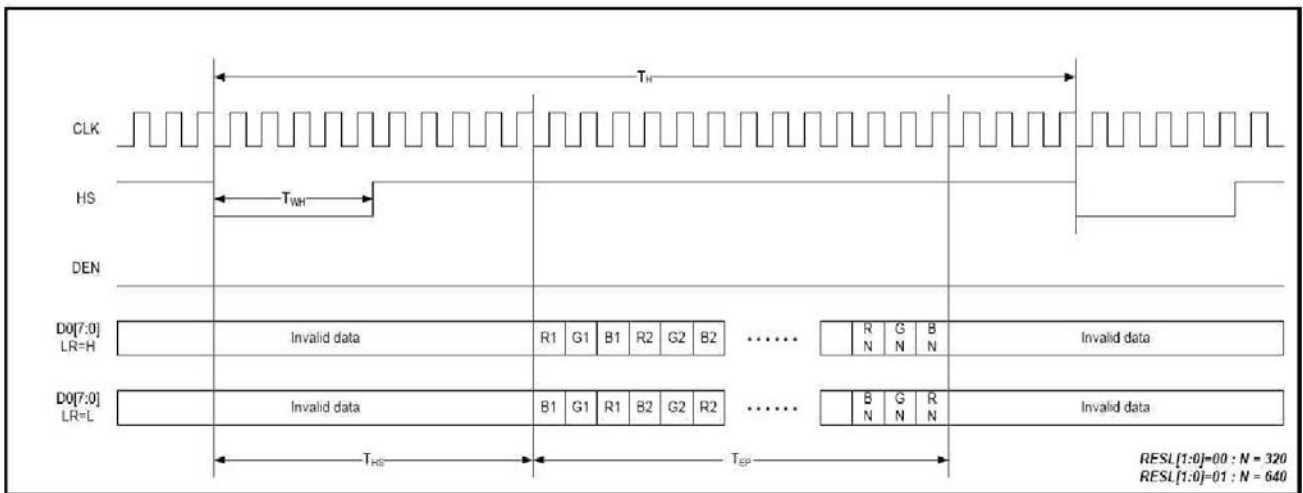 TH
CLK
HS
TWH
DEN
D0[7:0]
LR=H
Invalid data
R1 G1 B1 R2 G2 B2 ...... R N G N B N
Invalid data
D0[7:0]
LR=L
Invalid data
B1 G1 R1 B2 G2 R2 ...... B N G N R N
Invalid data
THS
TEP
RESL[1:0]=00 : N = 320
RESL[1:0]=01 : N = 640